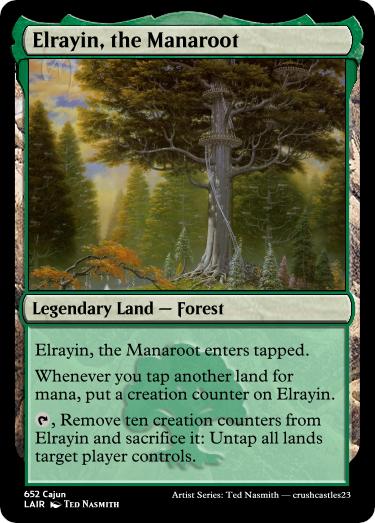 Elrayin, the Manaroot
Legendary Land — Forest
Elrayin, the Manaroot enters tapped.
Whenever you tap another land for
mana, put a creation counter on Elrayin.
, Remove ten creation counters from
Elrayin and sacrifice it: Untap all lands
target player controls.
652 Cajun
LAIR Ted Nasmith
Artist Series: Ted Nasmith — crushcastles23